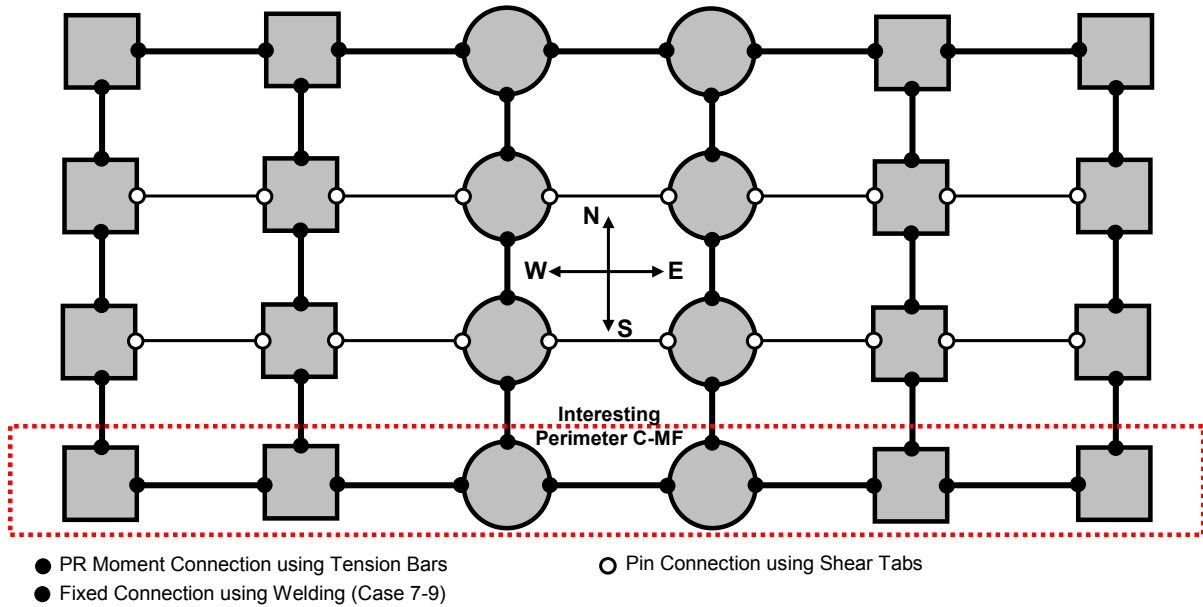 N
W
E
S
Interesting
Perimeter C-MF
PR Moment Connection using Tension Bars
Pin Connection using Shear Tabs
Fixed Connection using Welding (Case 7-9)